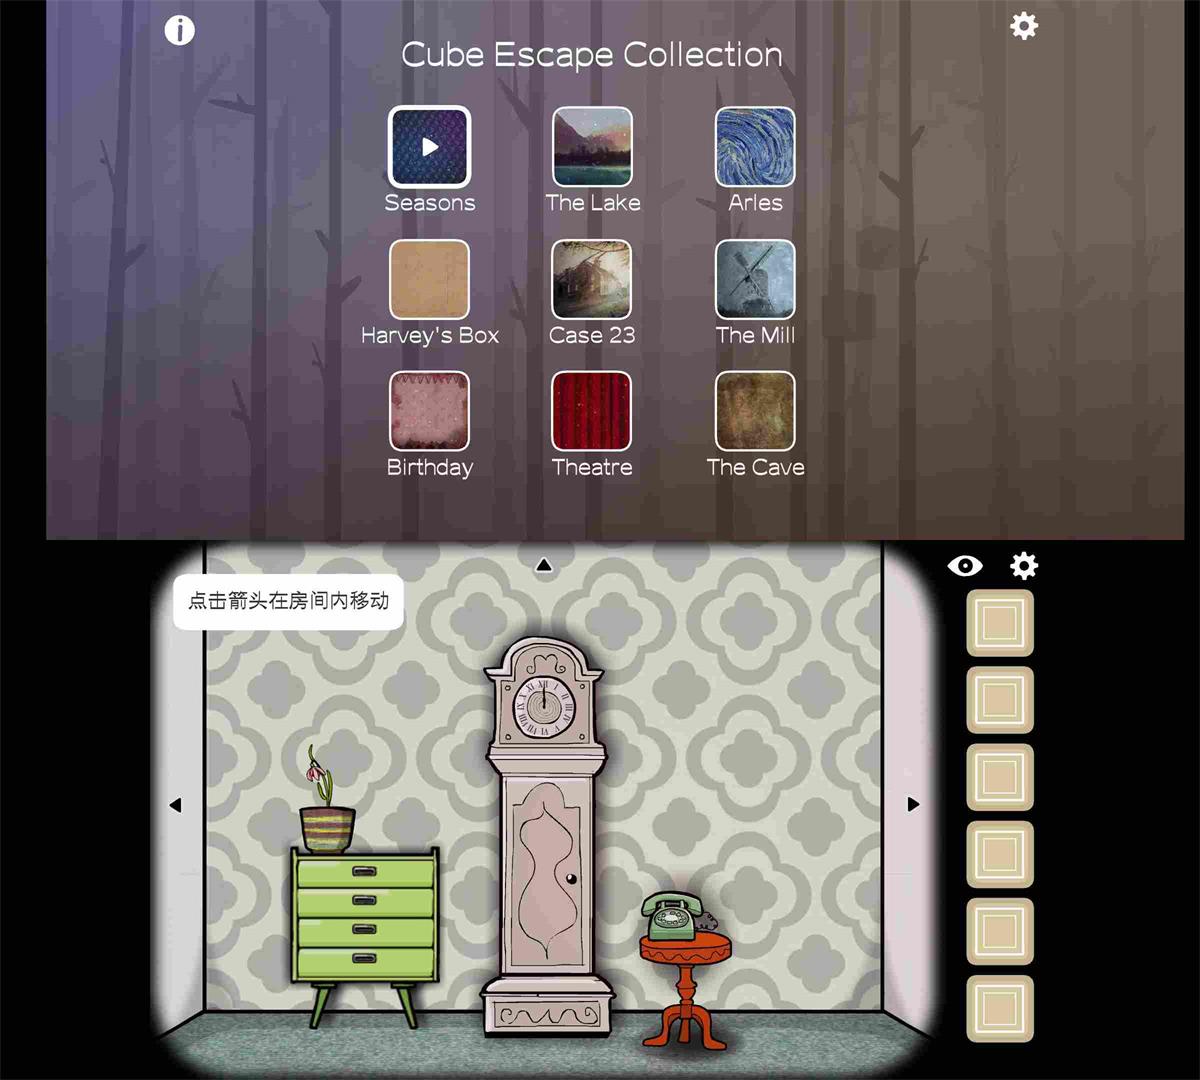 Cube Escape Collection
Seasons
The Lake
Arles
Harvey's Box
Case 23
The Mill
Birthday
Theatre
The Cave
点击箭头在房间内移动